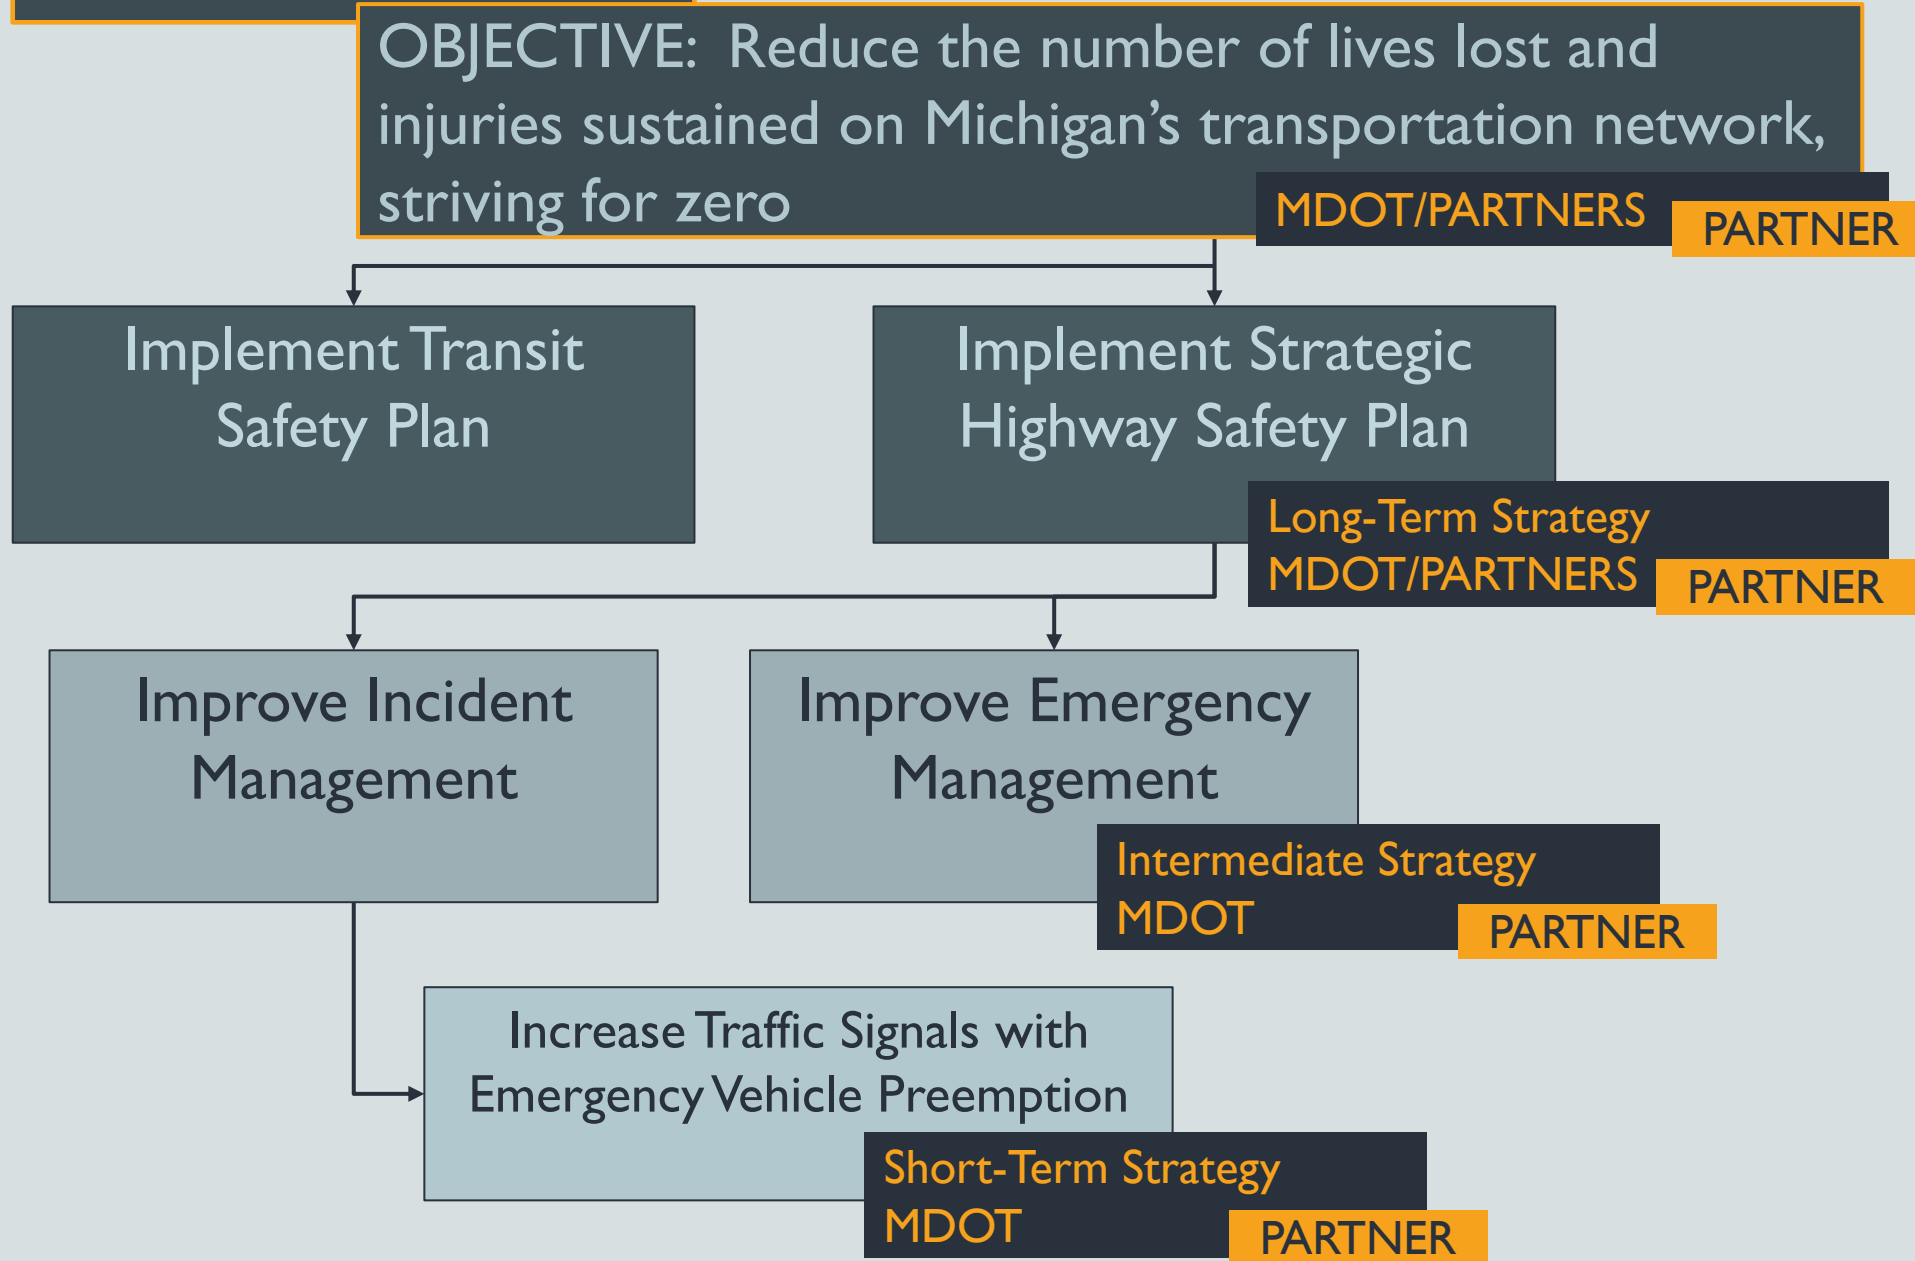 OBJECTIVE: Reduce the number of lives lost and
injuries sustained on Michigan's transportation network,
striving for zero
MDOT/PARTNERS
PARTNER
Implement Transit
Safety Plan
Implement Strategic
Highway Safety Plan
Long-Term Strategy
MDOT/PARTNERS
PARTNER
Improve Incident
Management
Improve Emergency
Management
Intermediate Strategy
MDOT
PARTNER
Increase Traffic Signals with
Emergency Vehicle Preemption
Short-Term Strategy
MDOT
PARTNER